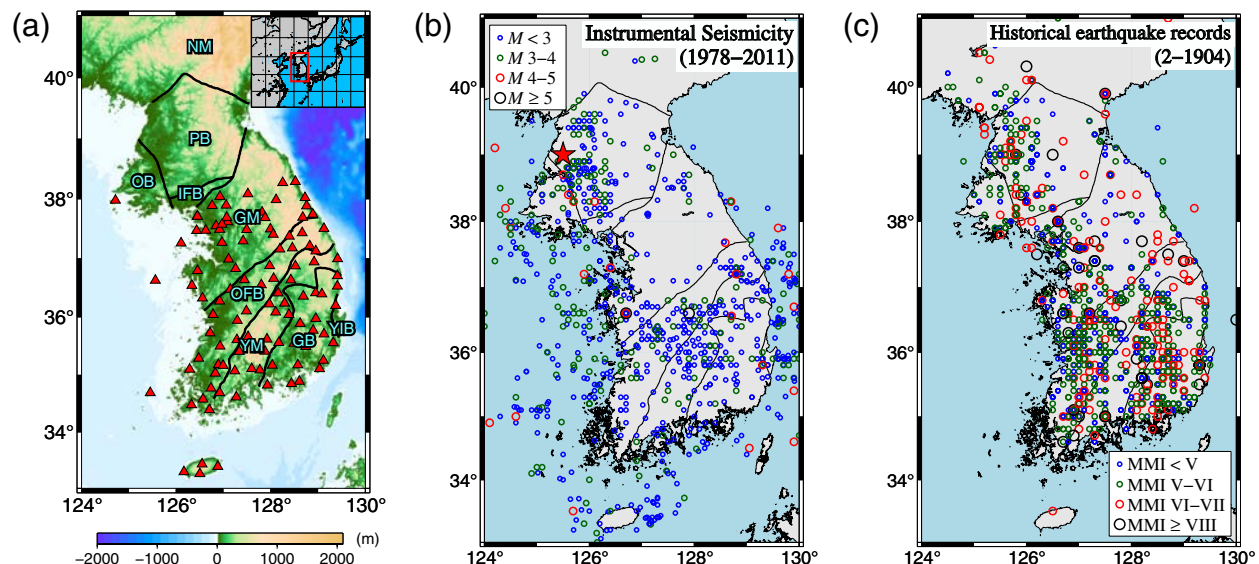 (a)
NM
PB
OB
IFB
GM
OFB
YM
GB
YIB
40°
38°
36°
34°
124°
126°
128°
130°
−2000
−1000
0
1000
2000
(m)
(b)
Instrumental Seismicity
(1978−2011)
M < 3
M 3−4
M 4−5
M ≥ 5
40°
38°
36°
34°
124°
126°
128°
130°
(c)
Historical earthquake records
(2−1904)
MMI < V
MMI V−VI
MMI VI−VII
MMI ≥ VIII
40°
38°
36°
34°
124°
126°
128°
130°